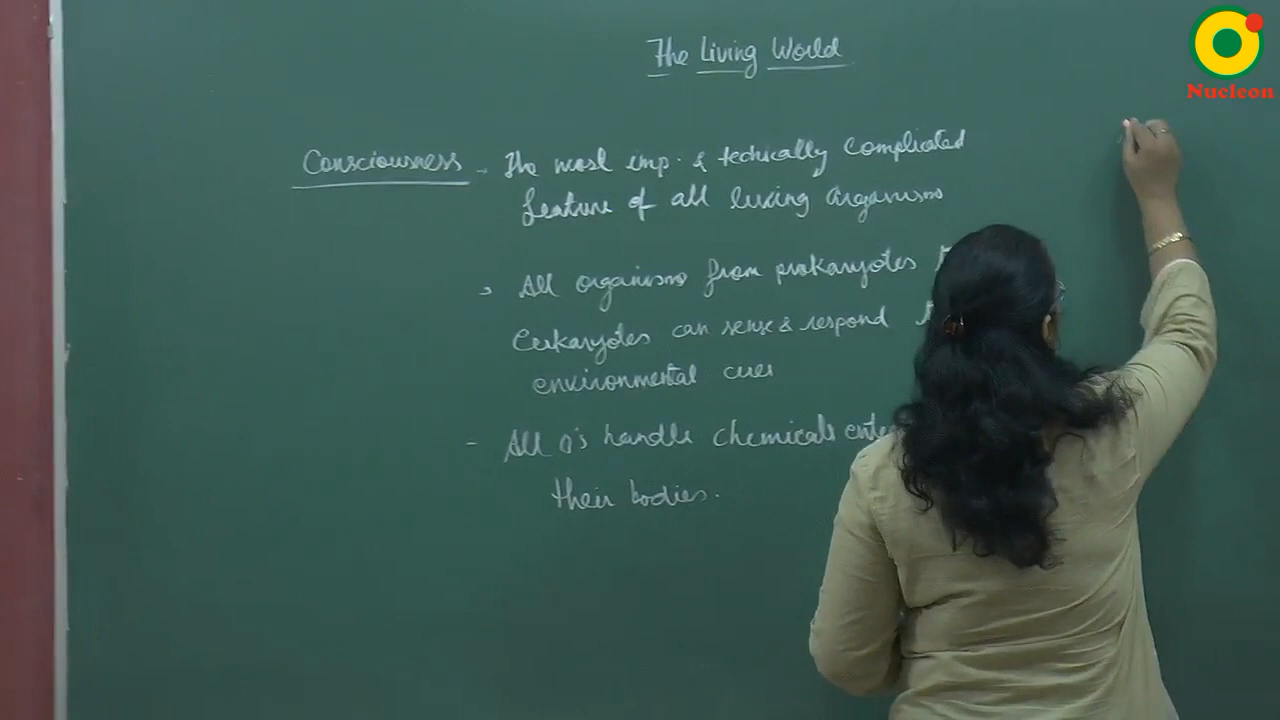 The Living World
Nucleon
Consciousness - The most imp. & technically complicated
feature of all living organisms
All organisms from prokaryotes
Eukaryotes can sense & respond
environmental cues
- All o's handle chemicals
their bodies.